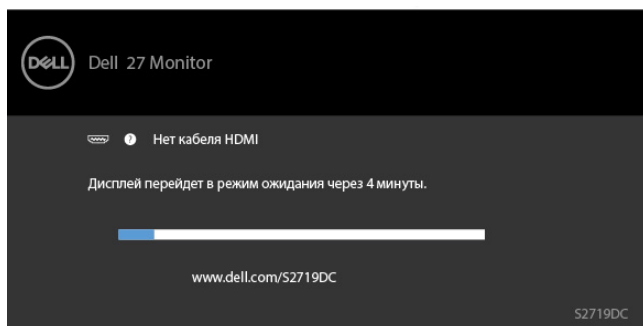 DELL
Dell 27 Monitor
? Нет кабеля HDMI
Дисплей перейдет в режим ожидания через 4 минуты.
www.dell.com/S2719DC
S2719DC